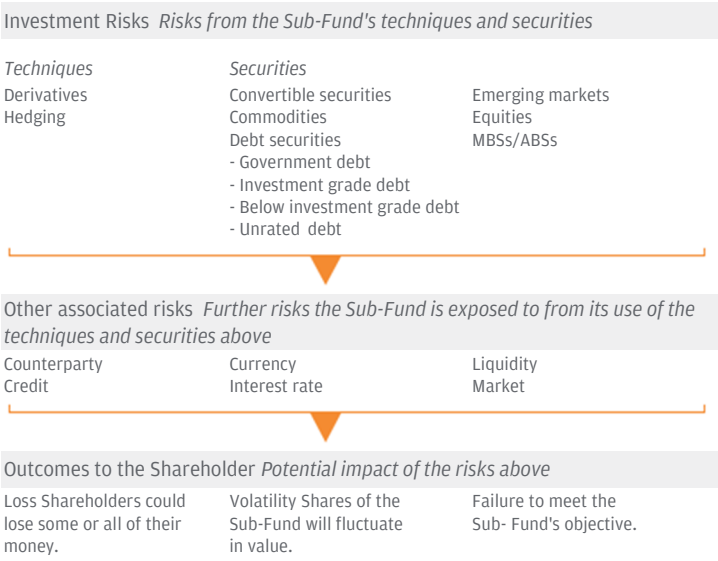 Investment Risks Risks from the Sub-Fund's techniques and securities
Techniques
Derivatives
Hedging
Securities
Convertible securities
Commodities
Debt securities
- Government debt
- Investment grade debt
- Below investment grade debt
- Unrated debt
Emerging markets
Equities
MBSs/ABSs
Other associated risks Further risks the Sub-Fund is exposed to from its use of the
techniques and securities above
Counterparty
Credit
Currency
Interest rate
Liquidity
Market
Outcomes to the Shareholder Potential impact of the risks above
Loss Shareholders could
lose some or all of their
money.
Volatility Shares of the
Sub-Fund will fluctuate
in value.
Failure to meet the
Sub- Fund's objective.